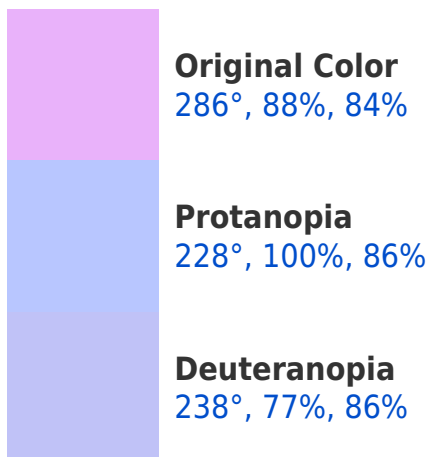 Original Color
286°, 88%, 84%
Protanopia
228°, 100%, 86%
Deuteranopia
238°, 77%, 86%